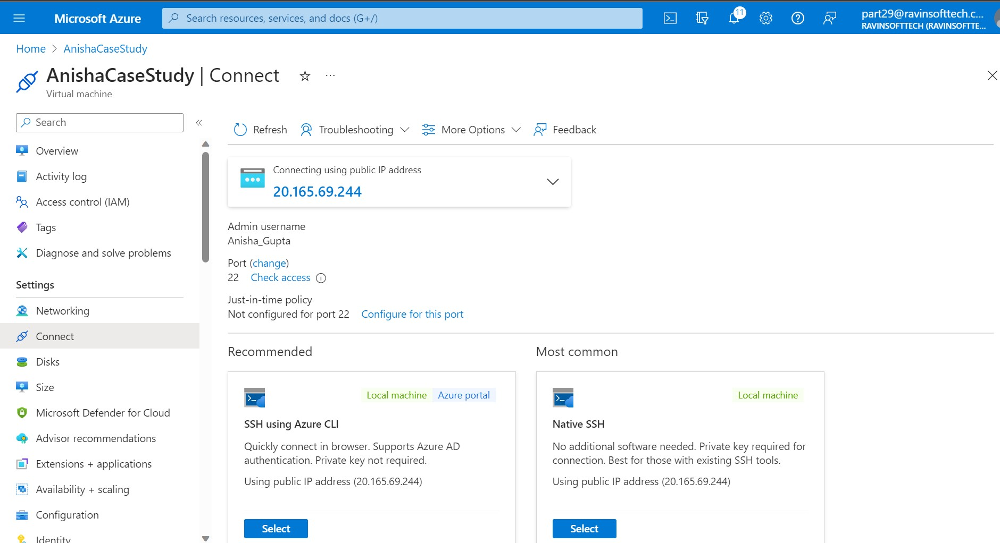 Microsoft Azure
Search resources, services, and docs (G+/)
11
part29@ravinsofttech.c...
RAVINSOFTTECH (RAVINSOFTTE...
Home > AnishaCaseStudy
AnishaCaseStudy | Connect
Virtual machine
Search
Overview
Activity log
Access control (IAM)
Tags
Diagnose and solve problems
Settings
Networking
Connect
Disks
Size
Microsoft Defender for Cloud
Advisor recommendations
Extensions + applications
Availability + scaling
Configuration
Identity
Refresh
Troubleshooting
More Options
Feedback
Connecting using public IP address
20.165.69.244
Admin username
Anisha_Gupta
Port (change)
22 Check access
Just-in-time policy
Not configured for port 22 Configure for this port
Recommended
Local machine Azure portal
SSH using Azure CLI
Quickly connect in browser. Supports Azure AD
authentication. Private key not required.
Using public IP address (20.165.69.244)
Select
Most common
Local machine
Native SSH
No additional software needed. Private key required for
connection. Best for those with existing SSH tools.
Using public IP address (20.165.69.244)
Select